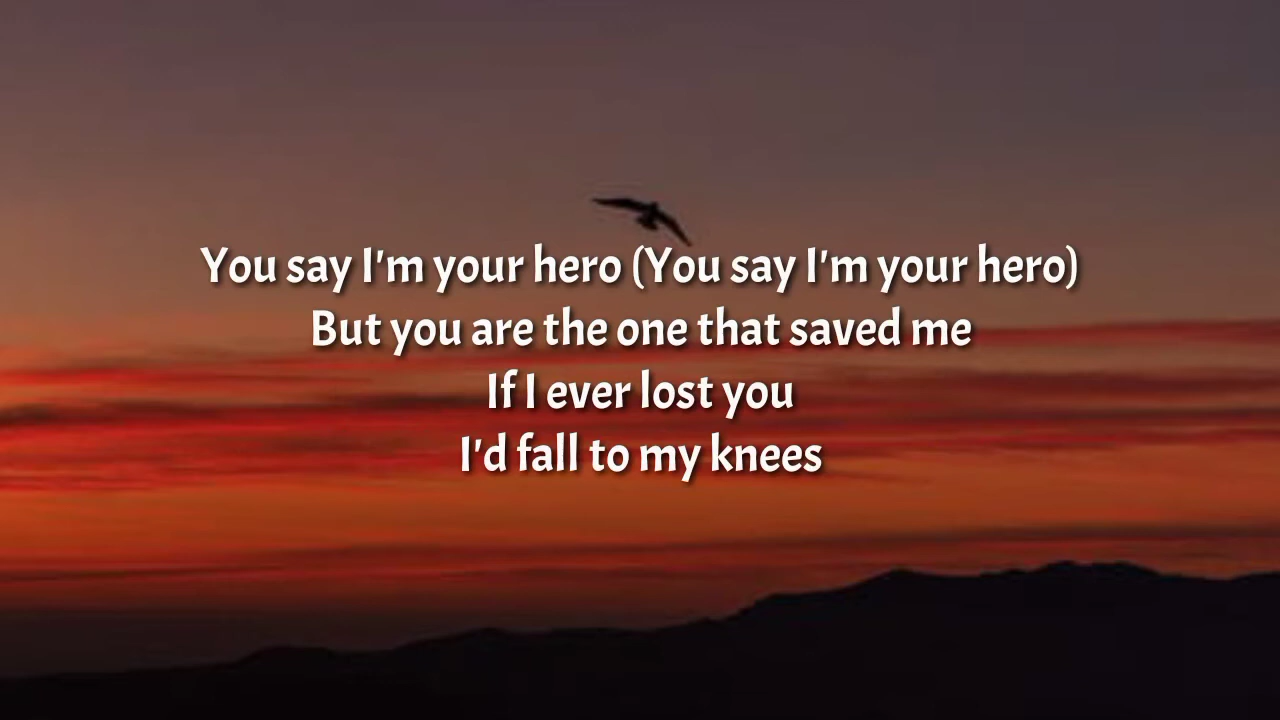 You say I'm your hero (You say I'm your hero)
But you are the one that saved me
If I ever lost you
I'd fall to my knees